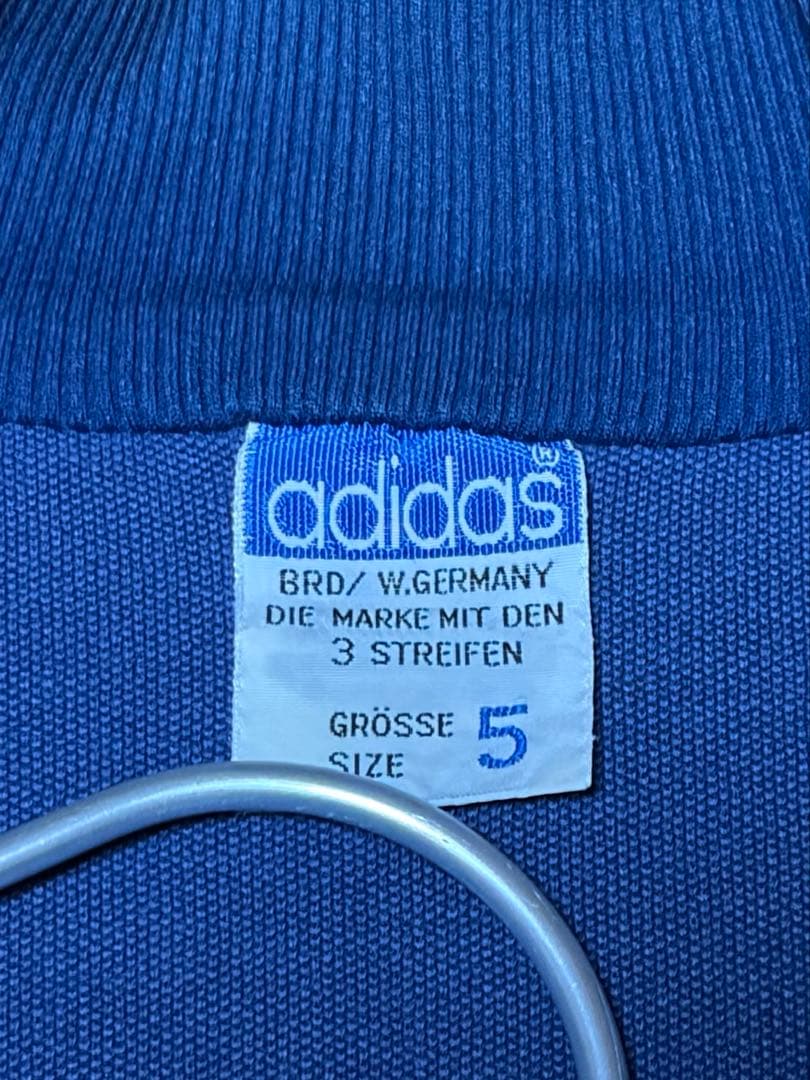 adidas®
BRD/ W.GERMANY
DIE MARKE MIT DEN
3 STREIFEN
GRÖSSE 5
SIZE